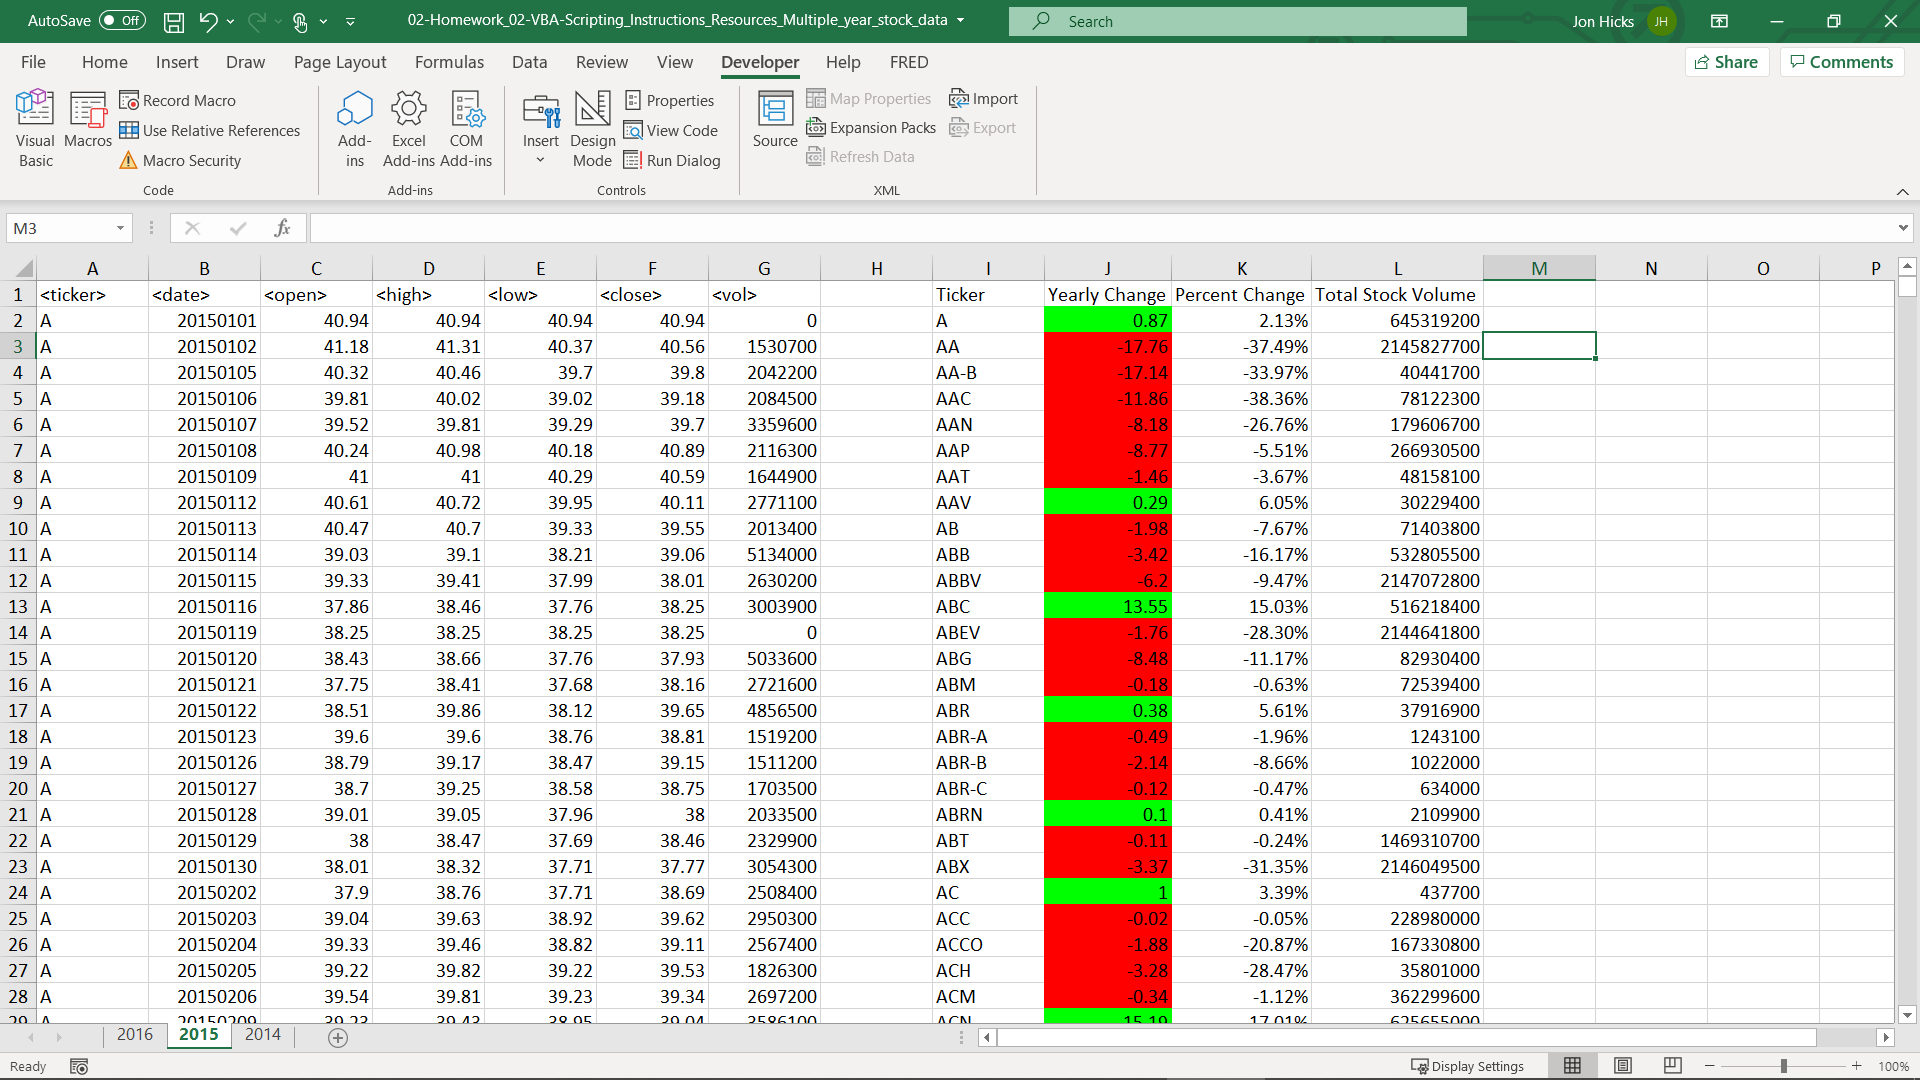 AutoSave Off 02-Homework_02-VBA-Scripting_Instructions_Resources_Multiple_year_stock_data Search Jon Hicks JH
File Home Insert Draw Page Layout Formulas Data Review View Developer Help FRED Share Comments
Visual Basic
Macros
Record Macro
Use Relative References
Macro Security
Code
Add-ins
Excel Add-ins
COM Add-ins
Add-ins
Insert
Design Mode
Properties
View Code
Run Dialog
Controls
Source
Map Properties
Expansion Packs
Refresh Data
Import
Export
XML
M3 fx
A B C D E F G H I J K L M N O P
1 <ticker> <date> <open> <high> <low> <close> <vol> Ticker Yearly Change Percent Change Total Stock Volume
2 A 20150101 40.94 40.94 40.94 40.94 0 A 0.87 2.13% 645319200
3 A 20150102 41.18 41.31 40.37 40.56 1530700 AA -17.76 -37.49% 2145827700
4 A 20150105 40.32 40.46 39.7 39.8 2042200 AA-B -17.14 -33.97% 40441700
5 A 20150106 39.81 40.02 39.02 39.18 2084500 AAC -11.86 -38.36% 78122300
6 A 20150107 39.52 39.81 39.29 39.7 3359600 AAN -8.18 -26.76% 179606700
7 A 20150108 40.24 40.98 40.18 40.89 2116300 AAP -8.77 -5.51% 266930500
8 A 20150109 41 41 40.29 40.59 1644900 AAT -1.46 -3.67% 48158100
9 A 20150112 40.61 40.72 39.95 40.11 2771100 AAV 0.29 6.05% 30229400
10 A 20150113 40.47 40.7 39.33 39.55 2013400 AB -1.98 -7.67% 71403800
11 A 20150114 39.03 39.1 38.21 39.06 5134000 ABB -3.42 -16.17% 532805500
12 A 20150115 39.33 39.41 37.99 38.01 2630200 ABBV -6.2 -9.47% 2147072800
13 A 20150116 37.86 38.46 37.76 38.25 3003900 ABC 13.55 15.03% 516218400
14 A 20150119 38.25 38.25 38.25 38.25 0 ABEV -1.76 -28.30% 2144641800
15 A 20150120 38.43 38.66 37.76 37.93 5033600 ABG -8.48 -11.17% 82930400
16 A 20150121 37.75 38.41 37.68 38.16 2721600 ABM -0.18 -0.63% 72539400
17 A 20150122 38.51 39.86 38.12 39.65 4856500 ABR 0.38 5.61% 37916900
18 A 20150123 39.6 39.6 38.76 38.81 1519200 ABR-A -0.49 -1.96% 1243100
19 A 20150126 38.79 39.17 38.47 39.15 1511200 ABR-B -2.14 -8.66% 1022000
20 A 20150127 38.7 39.25 38.58 38.75 1703500 ABR-C -0.12 -0.47% 634000
21 A 20150128 39.01 39.05 37.96 38 2033500 ABRN 0.1 0.41% 2109900
22 A 20150129 38 38.47 37.69 38.46 2329900 ABT -0.11 -0.24% 1469310700
23 A 20150130 38.01 38.32 37.71 37.77 3054300 ABX -3.37 -31.35% 2146049500
24 A 20150202 37.9 38.76 37.71 38.69 2508400 AC 1 3.39% 437700
25 A 20150203 39.04 39.63 38.92 39.62 2950300 ACC -0.02 -0.05% 228980000
26 A 20150204 39.33 39.46 38.82 39.11 2567400 ACCO -1.88 -20.87% 167330800
27 A 20150205 39.22 39.82 39.22 39.53 1826300 ACH -3.28 -28.47% 35801000
28 A 20150206 39.54 39.81 39.23 39.34 2697200 ACM -0.34 -1.12% 362299600
29 A 20150209 39.23 39.43 38.95 39.04 3586100 ACN 15.19 17.01% 625655000
2016 2015 2014
Ready Display Settings 100%